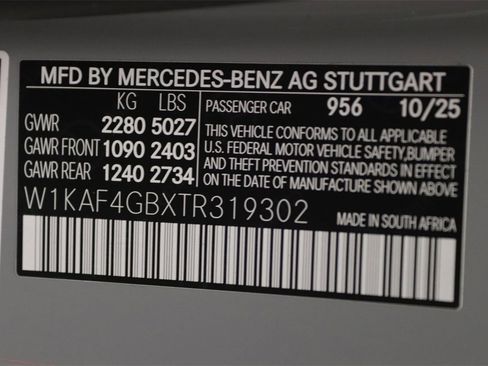 MFD BY MERCEDES-BENZ AG STUTTGART
KG LBS
GVWR 2280 5027
GAWR FRONT 1090 2403
GAWR REAR 1240 2734
PASSENGER CAR 956 10/25
THIS VEHICLE CONFORMS TO ALL APPLICABLE
U.S. FEDERAL MOTOR VEHICLE SAFETY,BUMPER
AND THEFT PREVENTION STANDARDS IN EFFECT
ON DATE OF MANUFACTURE SHOWN ABOVE.
W1KAF4GBXTR319302
MADE IN SOUTH AFRICA